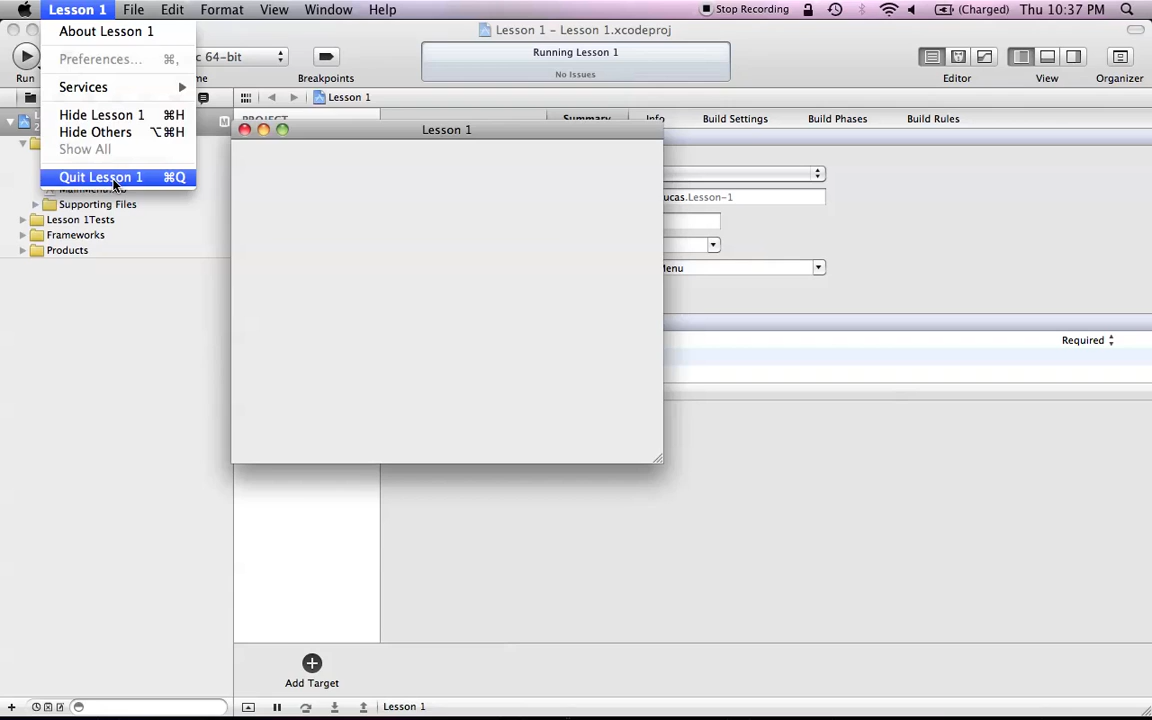 Lesson 1 File Edit Format View Window Help Stop Recording (Charged) Thu 10:37 PM
About Lesson 1
Preferences... ⌘,
Services
Hide Lesson 1 ⌘H
Hide Others ⌥⌘H
Show All
Quit Lesson 1 ⌘Q
Lesson 1 – Lesson 1.xcodeproj
64-bit
Running Lesson 1
No Issues
Run
Breakpoints
Editor
View
Organizer
Lesson 1
Summary Info Build Settings Build Phases Build Rules
Lesson 1
Supporting Files
Lesson 1Tests
Frameworks
Products
ucas.Lesson-1
Menu
Required
Add Target
Lesson 1